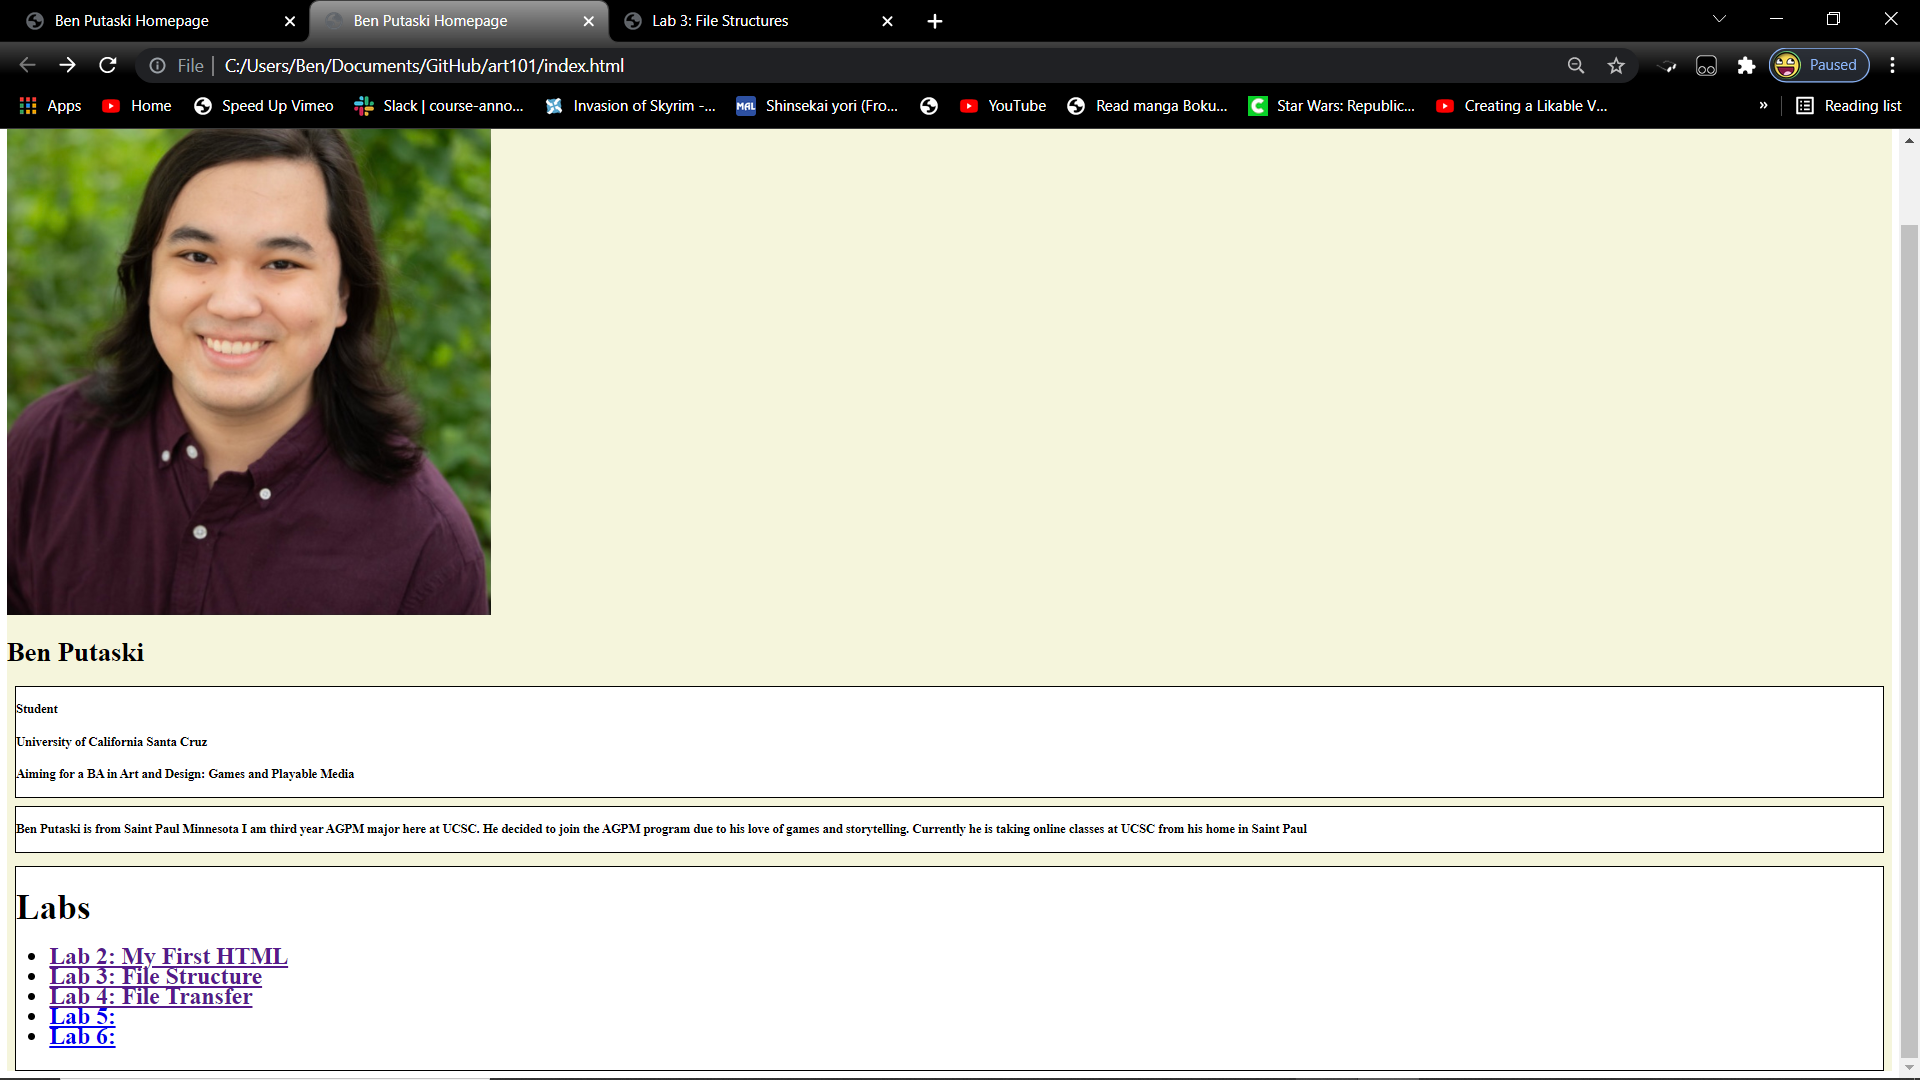 Ben Putaski Homepage Ben Putaski Homepage Lab 3: File Structures
File C:/Users/Ben/Documents/GitHub/art101/index.html Paused
Apps Home Speed Up Vimeo Slack | course-anno... Invasion of Skyrim -... MAL Shinsekai yori (Fro... YouTube Read manga Boku... C Star Wars: Republic... Creating a Likable V... » Reading list
Ben Putaski
Student
University of California Santa Cruz
Aiming for a BA in Art and Design: Games and Playable Media
Ben Putaski is from Saint Paul Minnesota I am third year AGPM major here at UCSC. He decided to join the AGPM program due to his love of games and storytelling. Currently he is taking online classes at UCSC from his home in Saint Paul
Labs
Lab 2: My First HTML
Lab 3: File Structure
Lab 4: File Transfer
Lab 5:
Lab 6: